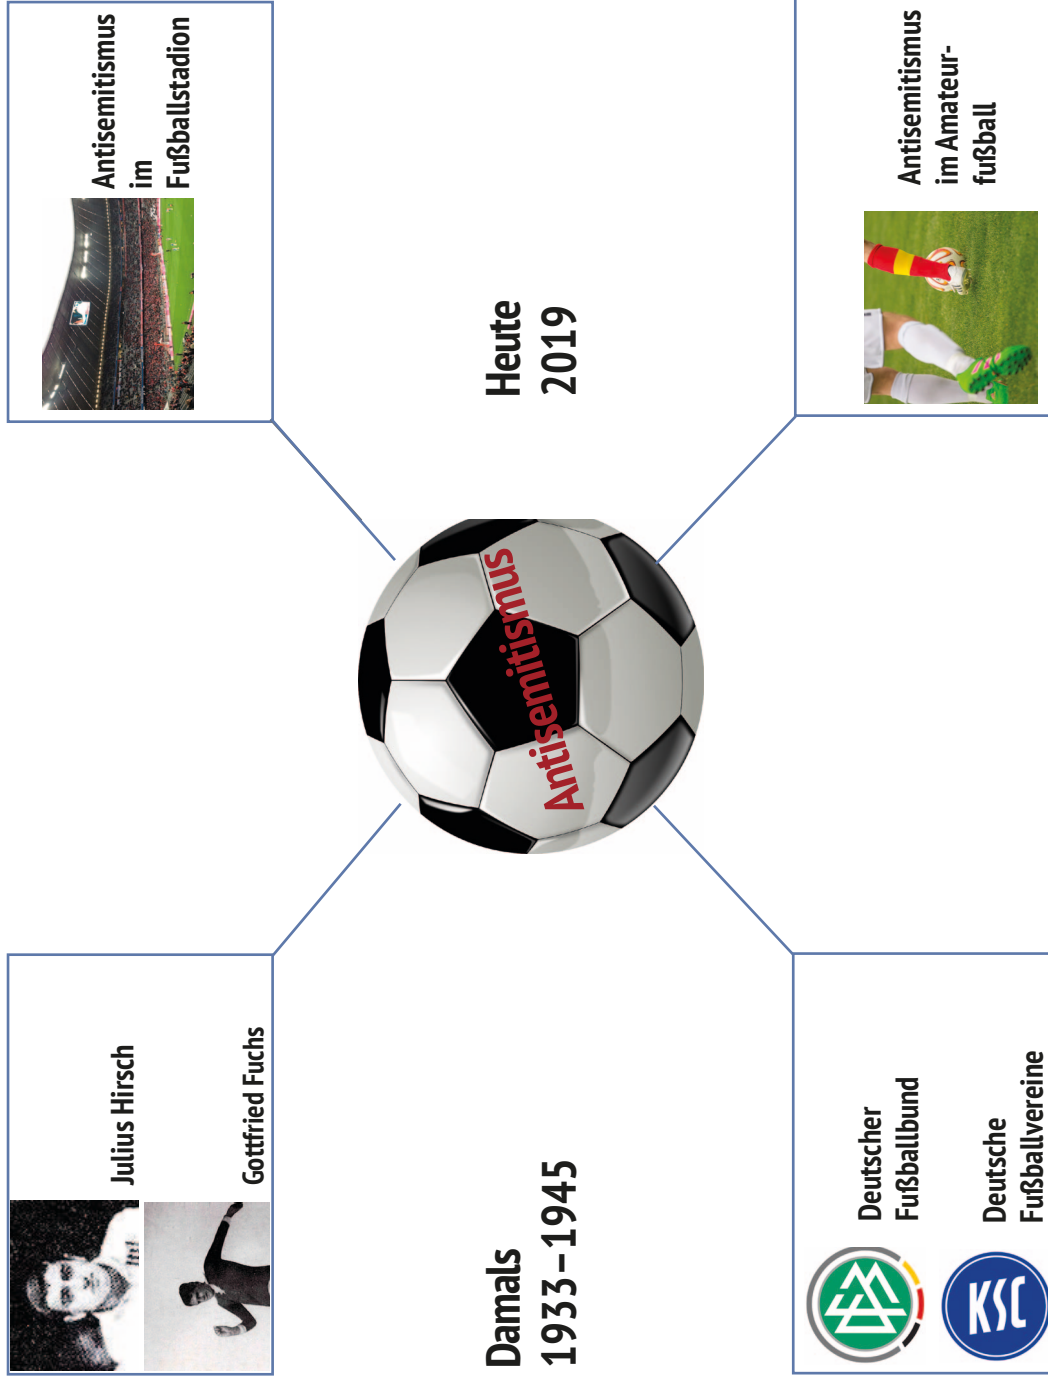 Julius Hirsch
Gottfried Fuchs
Antisemitismus
im
Fußballstadion
Damals
1933–1945
Antisemitismus
Heute
2019
Deutscher
Fußballbund
KSC
Deutsche
Fußballvereine
Antisemitismus
im Amateur-
fußball